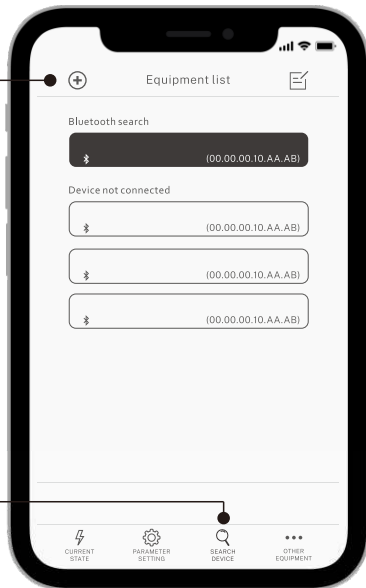 Equipment list
Bluetooth search
(00.00.00.10.AA.AB)
Device not connected
(00.00.00.10.AA.AB)
(00.00.00.10.AA.AB)
(00.00.00.10.AA.AB)
CURRENT STATE
PARAMETER SETTING
SEARCH DEVICE
OTHER EQUIPMENT